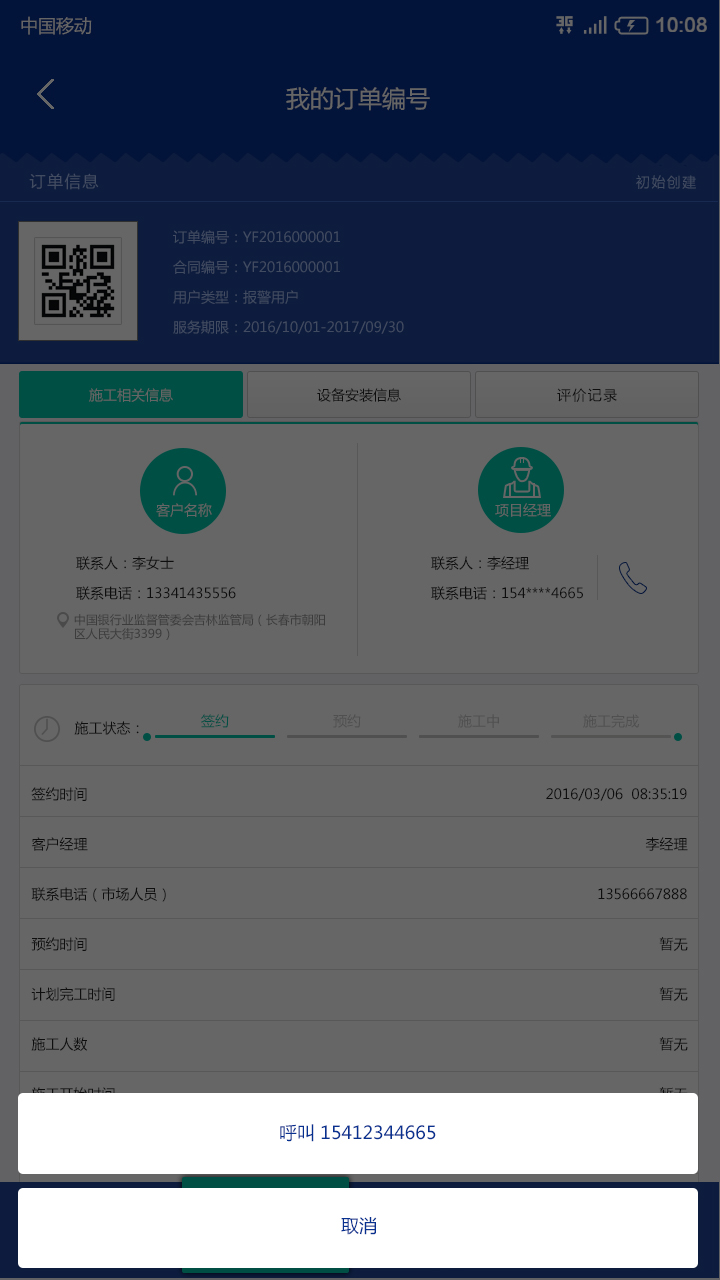 中国移动
3G 10:08
我的订单编号
订单信息 初始创建
订单编号：YF2016000001
合同编号：YF2016000001
用户类型：报警用户
服务期限：2016/10/01-2017/09/30
施工相关信息 设备安装信息 评价记录
客户名称
联系人：李女士
联系电话：13341435556
中国银行业监督管委会吉林监管局（长春市朝阳
区人民大街3399）
项目经理
联系人：李经理
联系电话：154****4665
施工状态： 签约 预约 施工中 施工完成
签约时间 2016/03/06 08:35:19
客户经理 李经理
联系电话（市场人员） 13566667888
预约时间 暂无
计划完工时间 暂无
施工人数 暂无
施工开始时间 暂无
呼叫 15412344665
取消